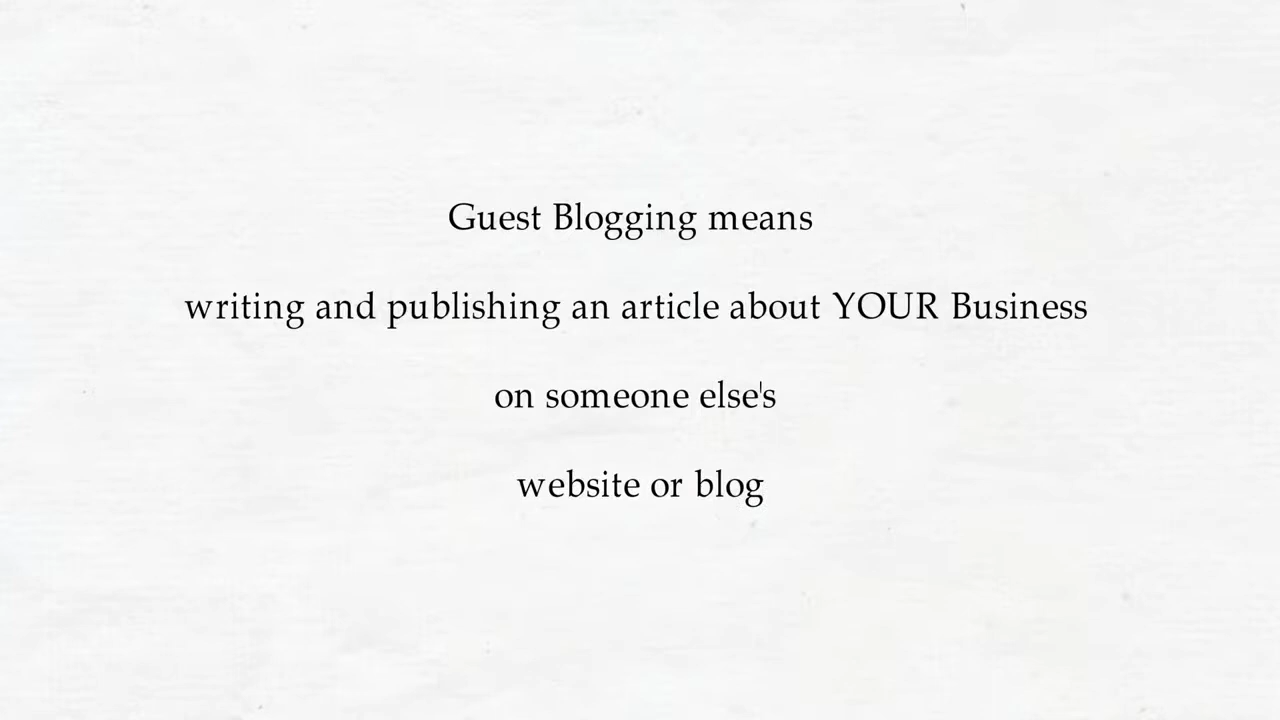 Guest Blogging means
writing and publishing an article about YOUR Business
on someone else's
website or blog